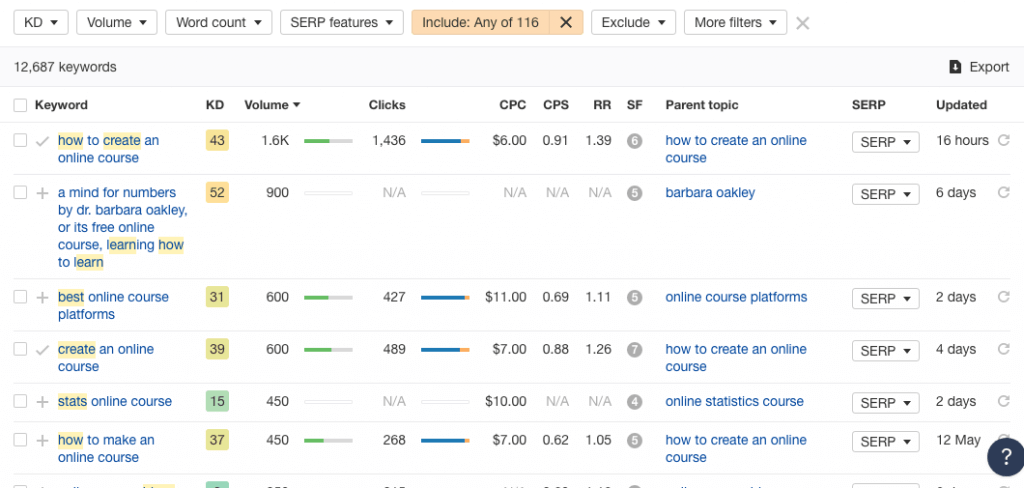 KD Volume Word count SERP features Include: Any of 116 Exclude More filters
12,687 keywords Export
Keyword KD Volume Clicks CPC CPS RR SF Parent topic SERP Updated
how to create an 43 1.6K 1,436 $6.00 0.91 1.39 6 how to create an online SERP 16 hours
online course course
a mind for numbers 52 900 N/A N/A N/A N/A 5 barbara oakley SERP 6 days
by dr. barbara oakley,
or its free online
course, learning how
to learn
best online course 31 600 427 $11.00 0.69 1.11 5 online course platforms SERP 2 days
platforms
create an online 39 600 489 $7.00 0.88 1.26 7 how to create an online SERP 4 days
course course
stats online course 15 450 N/A $10.00 N/A N/A 4 online statistics course SERP 2 days
how to make an 37 450 268 $7.00 0.62 1.05 5 how to create an online SERP 12 May
online course course
?